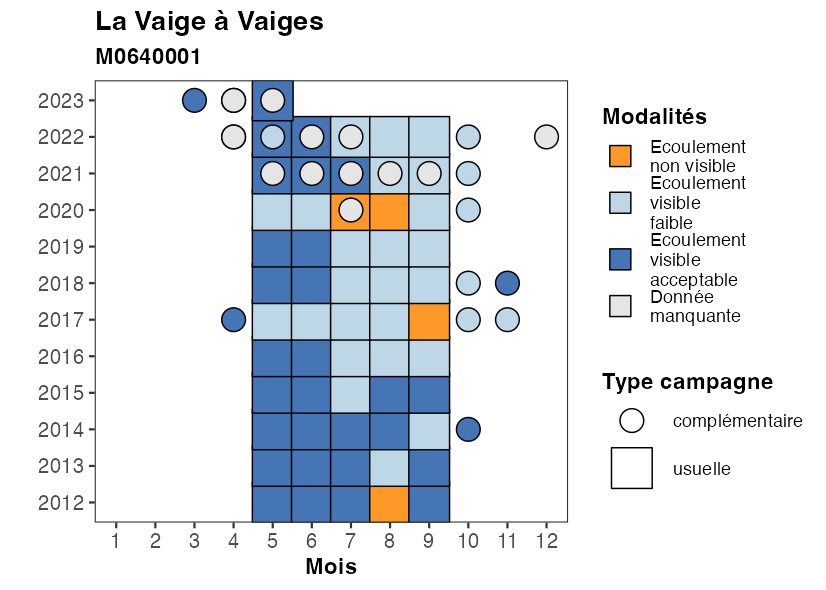 La Vaige à Vaiges
M0640001
2023
2022
2021
2020
2019
2018
2017
2016
2015
2014
2013
2012
1 2 3 4 5 6 7 8 9 10 11 12
Mois
Modalités
Ecoulement
non visible
Ecoulement
visible
faible
Ecoulement
visible
acceptable
Donnée
manquante
Type campagne
complémentaire
usuelle